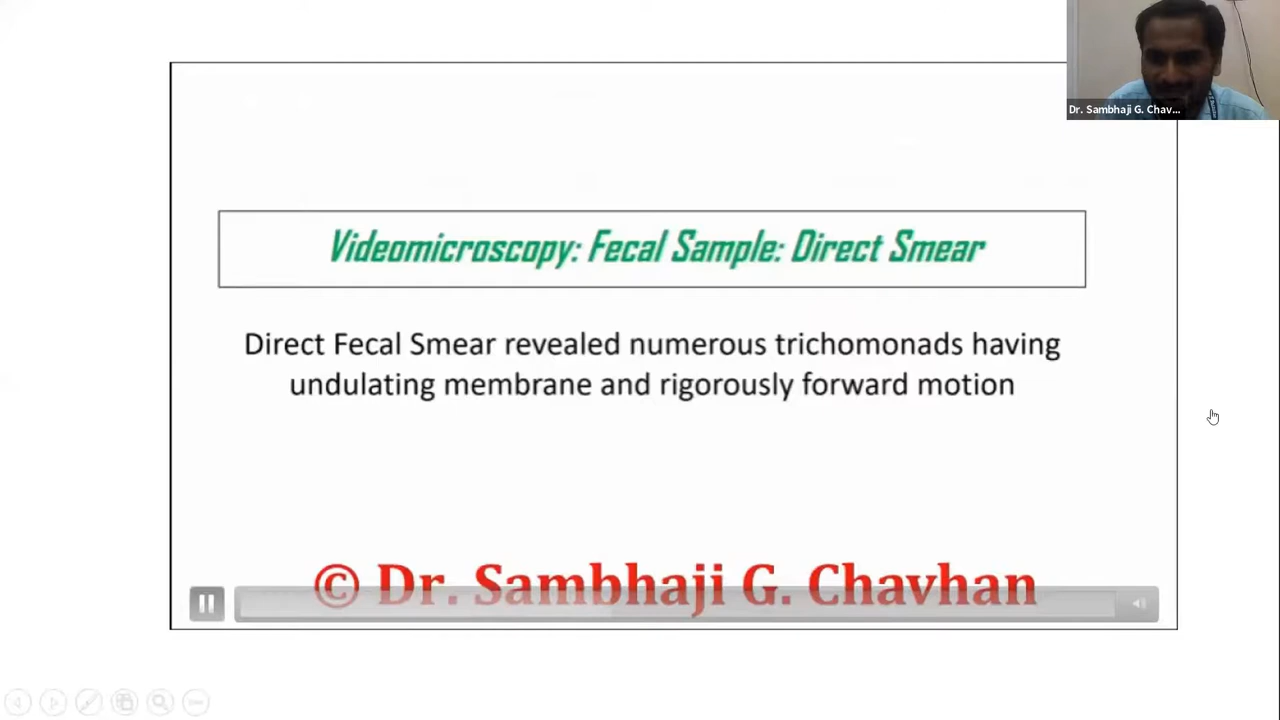 Dr. Sambhaji G. Chav...
Videomicroscopy: Fecal Sample: Direct Smear
Direct Fecal Smear revealed numerous trichomonads having
undulating membrane and rigorously forward motion
© Dr. Sambhaji G. Chavhan